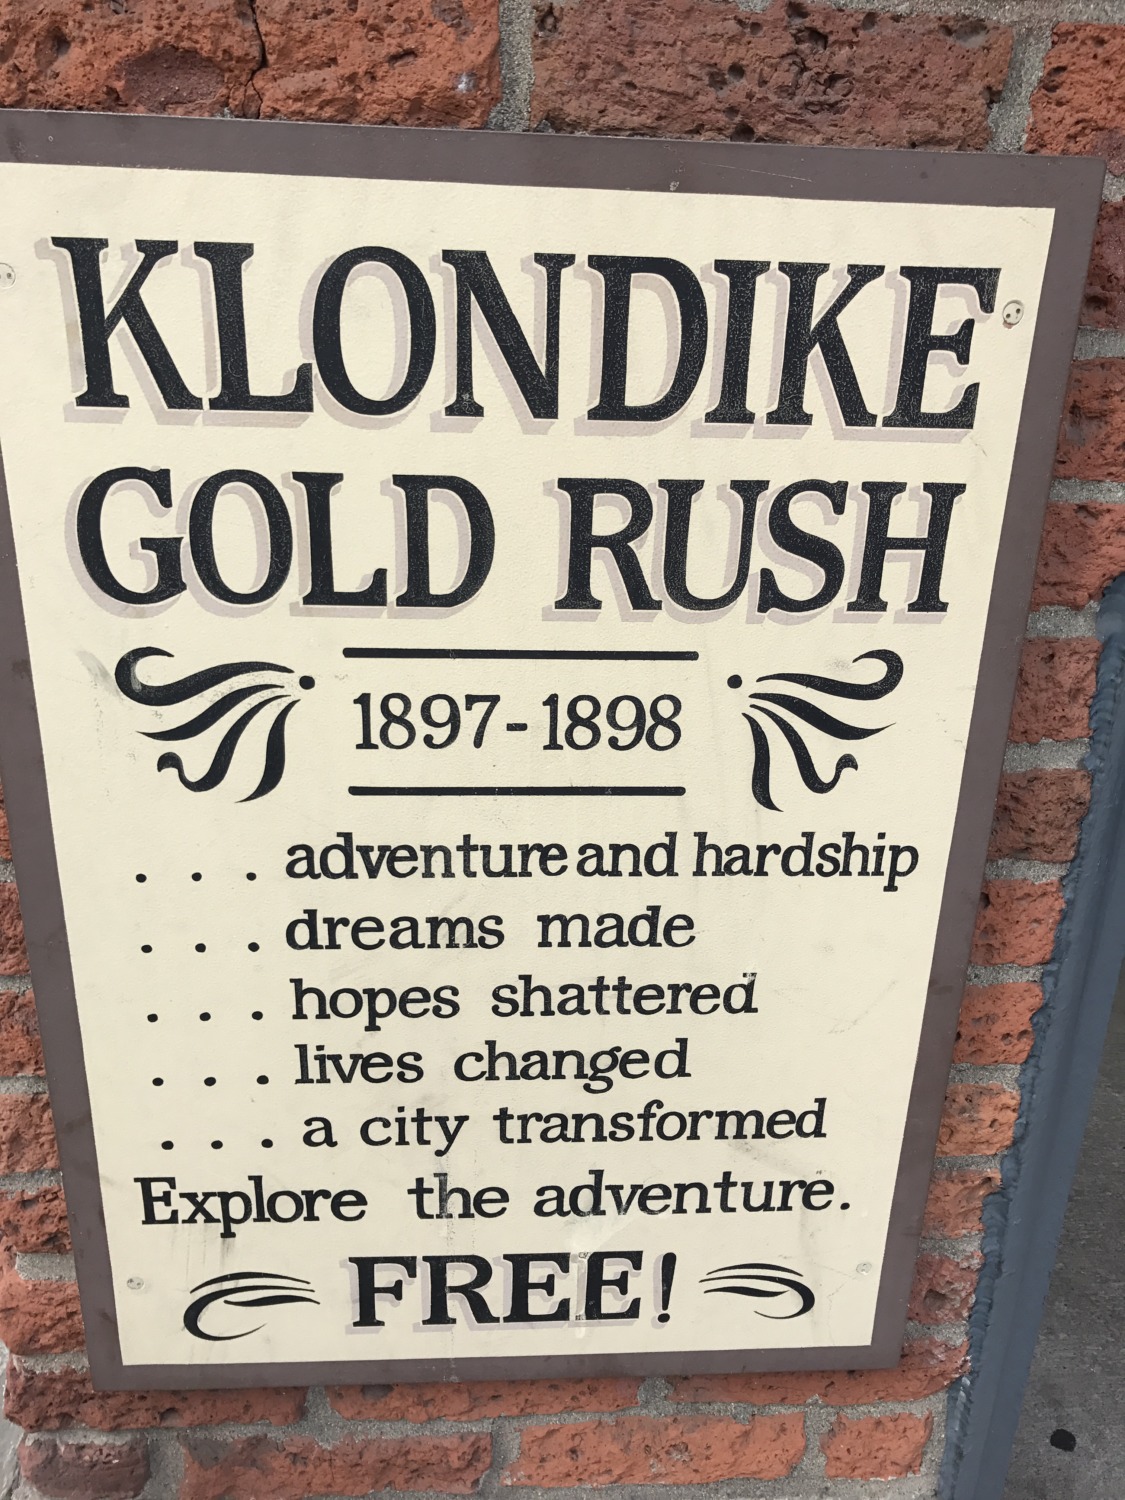 KLONDIKE
GOLD RUSH
1897-1898
. . . adventure and hardship
. . . dreams made
. . . hopes shattered
. . . lives changed
. . . a city transformed
Explore the adventure.
FREE!